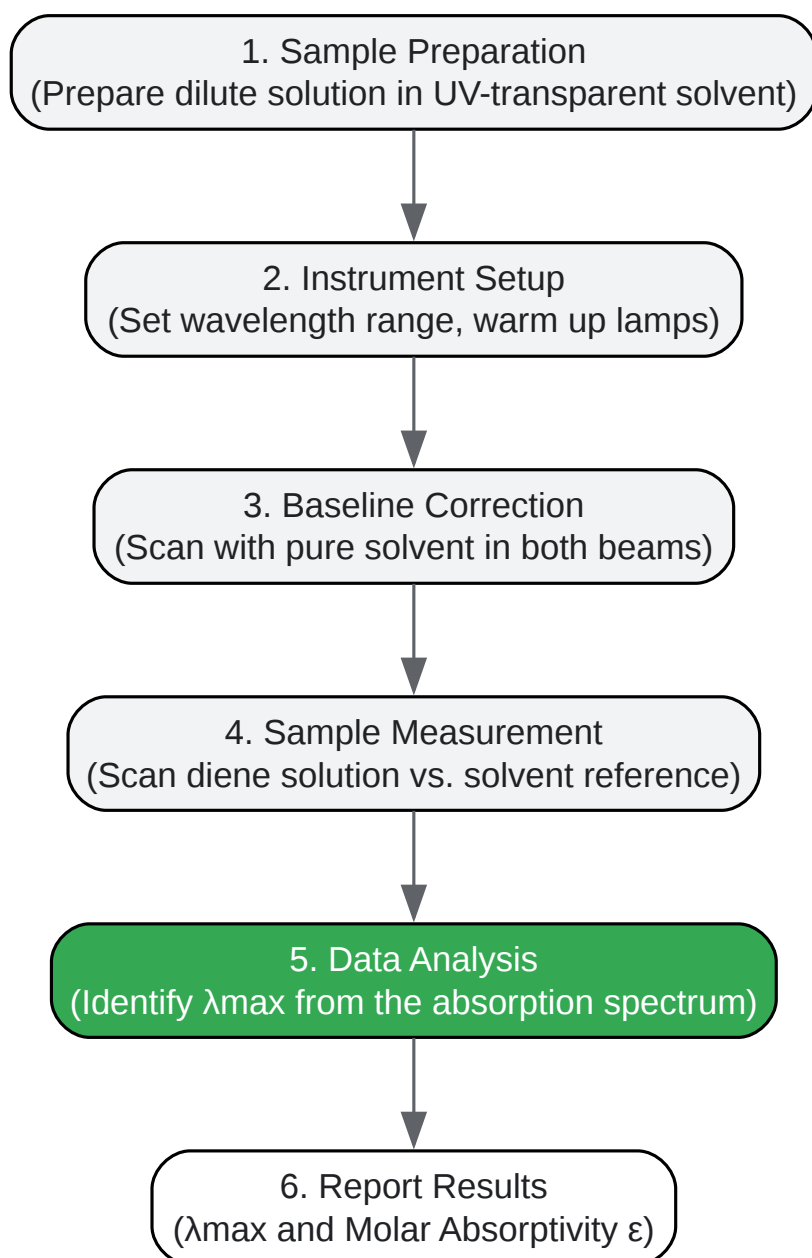 1. Sample Preparation
(Prepare dilute solution in UV-transparent solvent)
2. Instrument Setup
(Set wavelength range, warm up lamps)
3. Baseline Correction
(Scan with pure solvent in both beams)
4. Sample Measurement
(Scan diene solution vs. solvent reference)
5. Data Analysis
(Identify λmax from the absorption spectrum)
6. Report Results
(λmax and Molar Absorptivity ε)